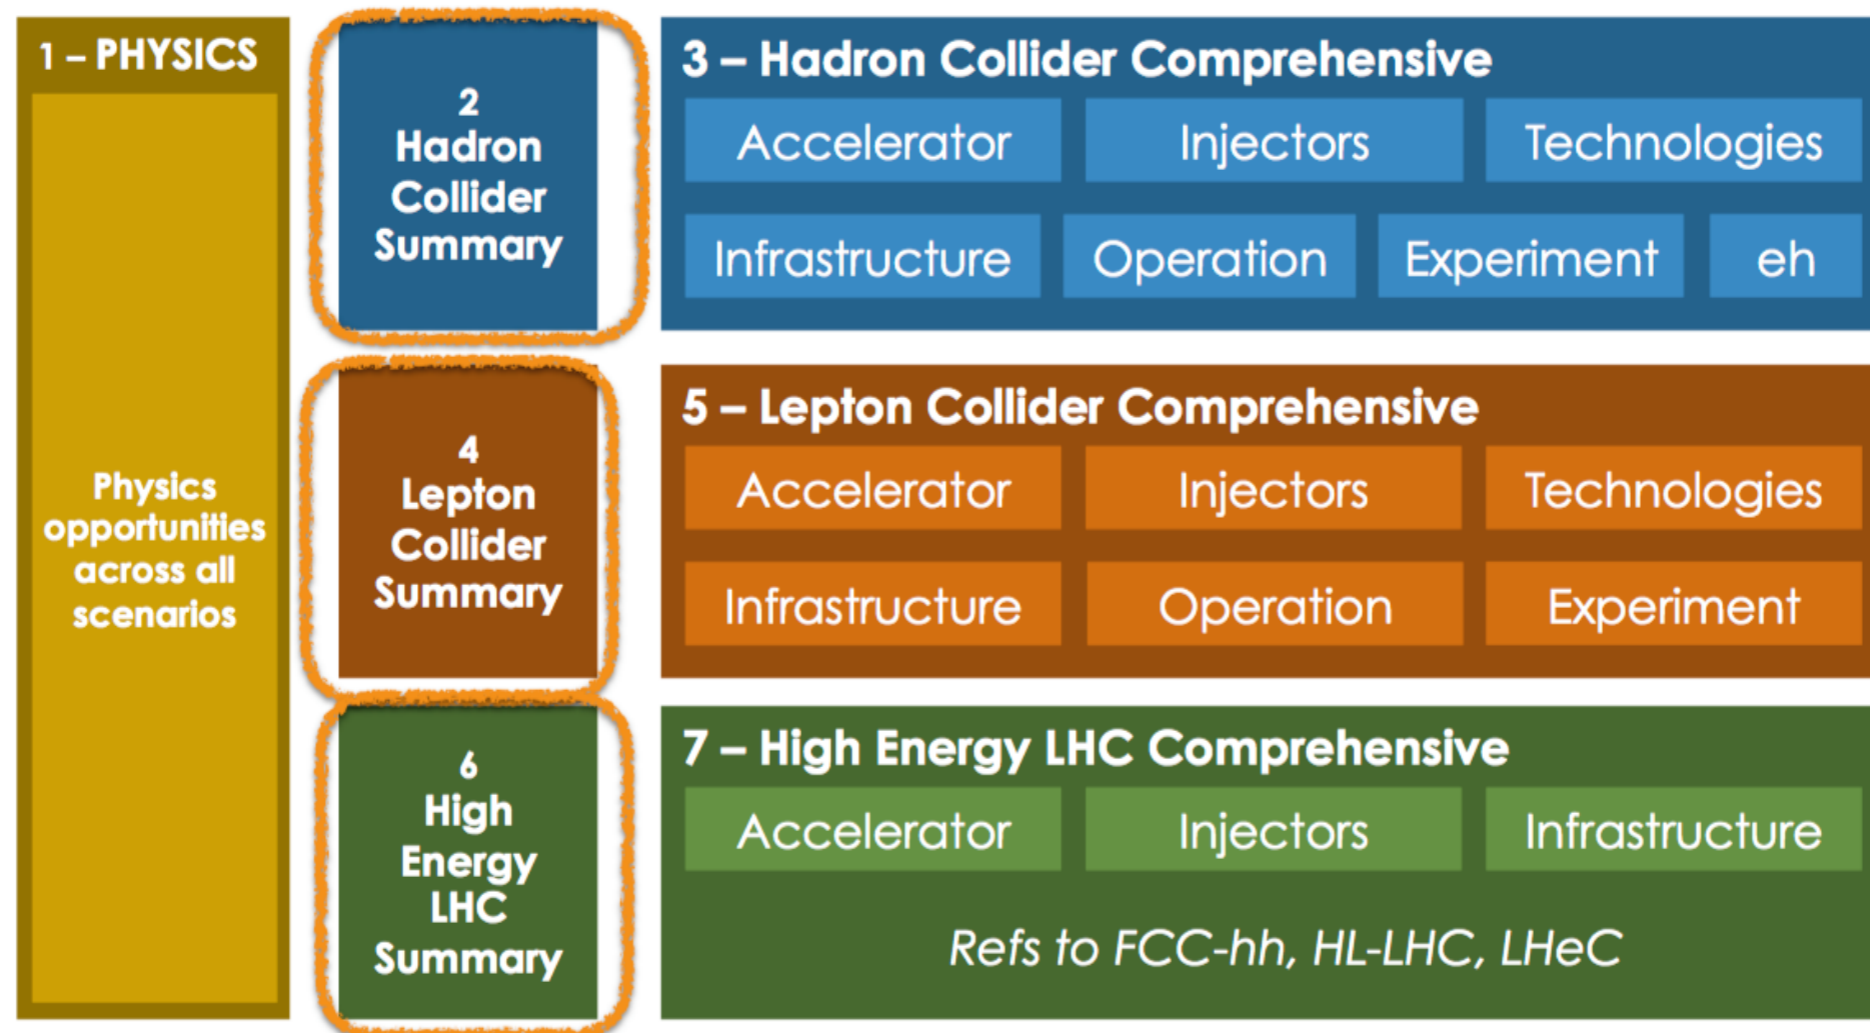 1 – PHYSICS
Physics
opportunities
across all
scenarios
2
Hadron
Collider
Summary
3 – Hadron Collider Comprehensive
Accelerator
Injectors
Technologies
Infrastructure
Operation
Experiment
eh
4
Lepton
Collider
Summary
5 – Lepton Collider Comprehensive
Accelerator
Injectors
Technologies
Infrastructure
Operation
Experiment
6
High
Energy
LHC
Summary
7 – High Energy LHC Comprehensive
Accelerator
Injectors
Infrastructure
Refs to FCC-hh, HL-LHC, LHeC